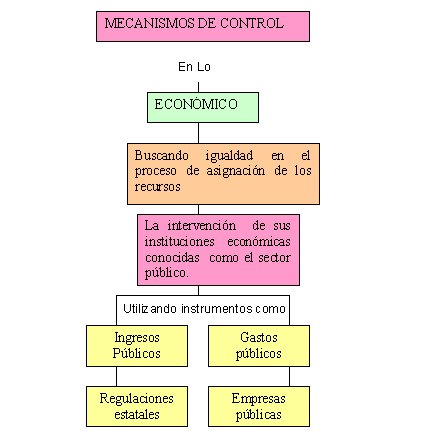 MECANISMOS DE CONTROL
En Lo
ECONÓMICO
Buscando igualdad en el
proceso de asignación de los
recursos
La intervención de sus
instituciones económicas
conocidas como el sector
público.
Utilizando instrumentos como
Ingresos
Públicos
Gastos
públicos
Regulaciones
estatales
Empresas
públicas